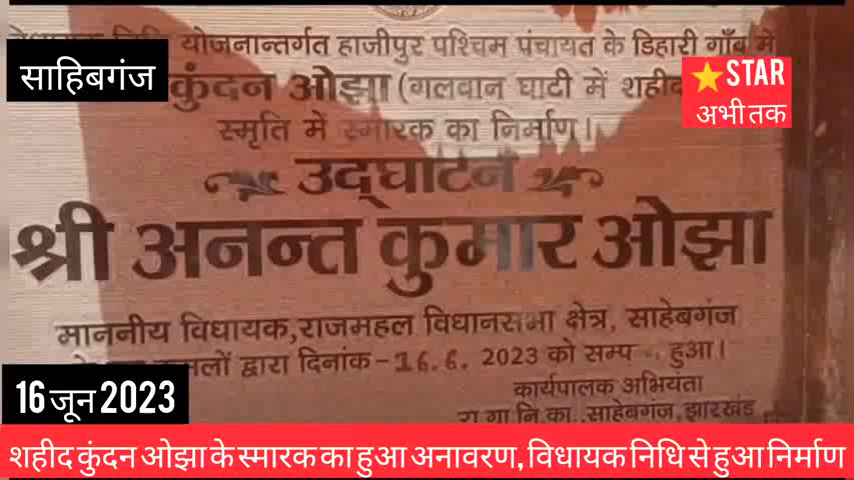 योजनान्तर्गत हाजीपुर पश्चिम पंचायत के डिहारी गाँव में
साहिबगंज
STAR
अभी तक
कुंदन ओझा (गलवान घाटी में शहीद
स्मृति में स्मारक का निर्माण।
उद्घाटन
श्री अनन्त कुमार ओझा
माननीय विधायक,राजमहल विधानसभा क्षेत्र, साहेबगंज
द्वारा दिनांक-16.6. 2023 को हुआ।
कार्यपालक अभियंता
16 जून 2023
रा.गा.नि.का.,साहेबगंज,झारखंड
शहीद कुंदन ओझा के स्मारक का हुआ अनावरण, विधायक निधि से हुआ निर्माण